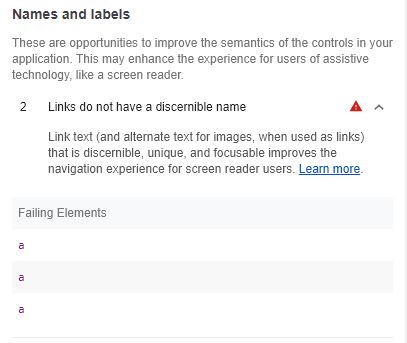 Names and labels
These are opportunities to improve the semantics of the controls in your
application. This may enhance the experience for users of assistive
technology, like a screen reader.
2 Links do not have a discernible name
Link text (and alternate text for images, when used as links)
that is discernible, unique, and focusable improves the
navigation experience for screen reader users. Learn more.
Failing Elements
a
a
a